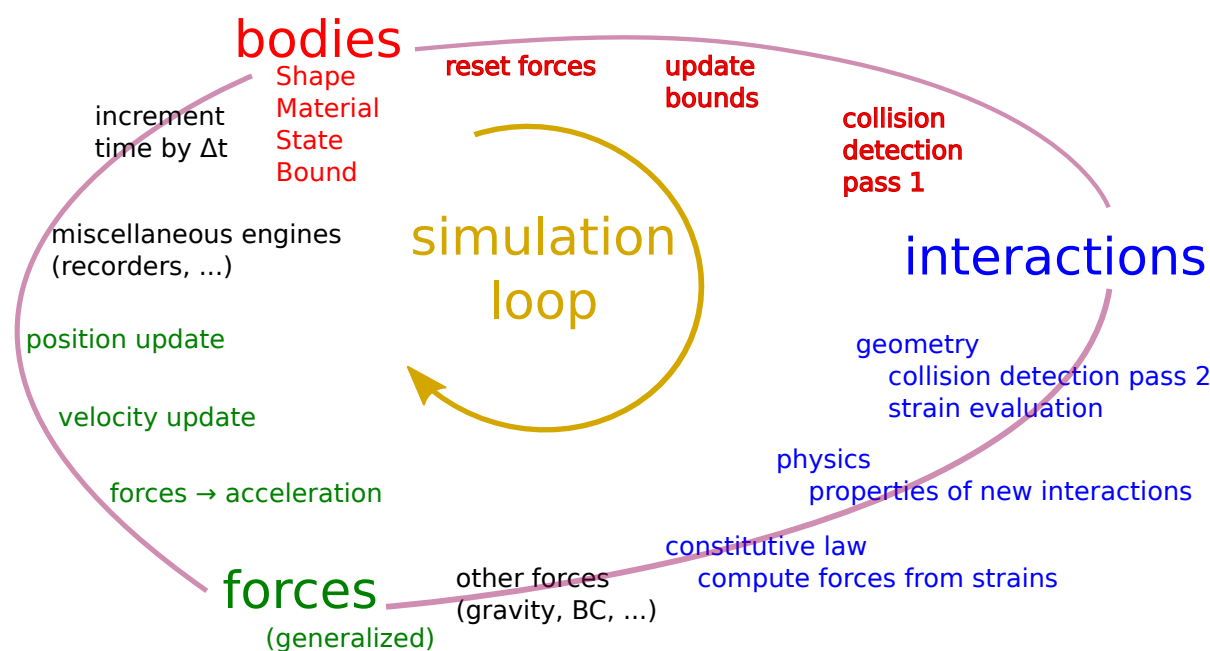 bodies
Shape
Material
State
Bound
reset forces
update
bounds
collision
detection
pass 1
interactions
geometry
collision detection pass 2
strain evaluation
physics
properties of new interactions
constitutive law
compute forces from strains
other forces
(gravity, BC, ...)
forces
(generalized)
forces → acceleration
velocity update
position update
miscellaneous engines
(recorders, ...)
increment
time by Δt
simulation
loop